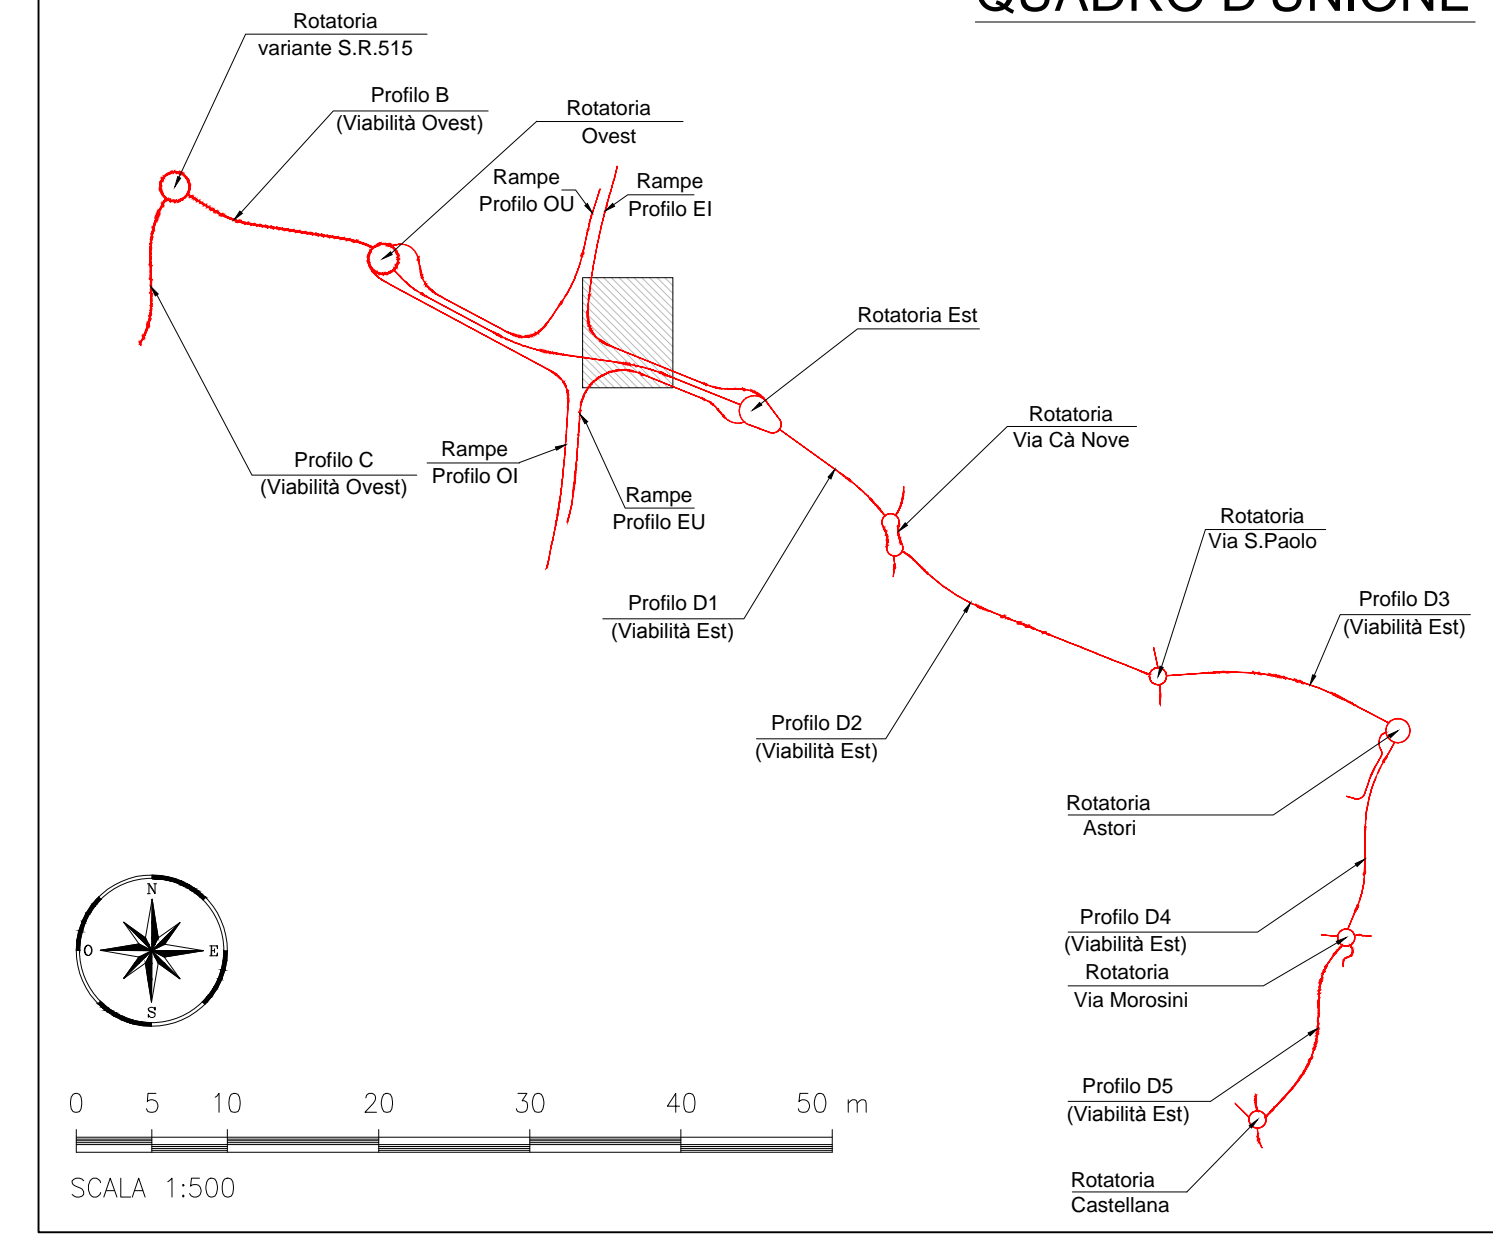 QUADRO D'UNIONE
Rotatoria
variante S.R.515
Profilo B
(Viabilità Ovest)
Rotatoria
Ovest
Rampe
Profilo OU
Rampe
Profilo EI
Rotatoria Est
Rotatoria
Via Cà Nove
Profilo C
(Viabilità Ovest)
Rampe
Profilo OI
Rampe
Profilo EU
Rotatoria
Via S.Paolo
Profilo D1
(Viabilità Est)
Profilo D3
(Viabilità Est)
Profilo D2
(Viabilità Est)
Rotatoria
Astori
Profilo D4
(Viabilità Est)
Rotatoria
Via Morosini
Profilo D5
(Viabilità Est)
Rotatoria
Castellana
N
O
E
S
0 5 10 20 30 40 50 m
SCALA 1:500